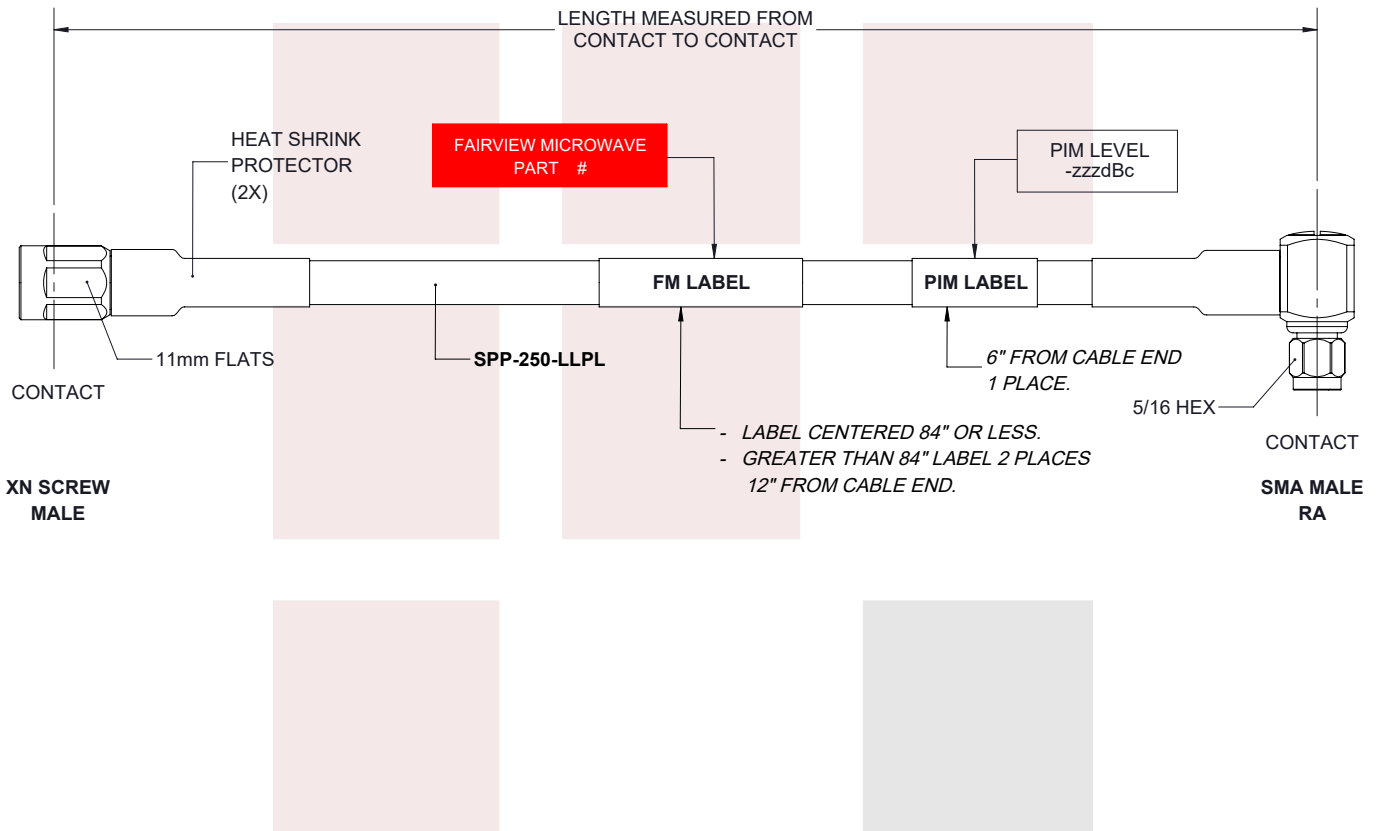 LENGTH MEASURED FROM
CONTACT TO CONTACT
HEAT SHRINK
PROTECTOR
(2X)
FAIRVIEW MICROWAVE
PART #
PIM LEVEL
-zzzdBc
FM LABEL
PIM LABEL
11mm FLATS
SPP-250-LLPL
6" FROM CABLE END
1 PLACE.
CONTACT
5/16 HEX
- LABEL CENTERED 84" OR LESS.
- GREATER THAN 84" LABEL 2 PLACES
12" FROM CABLE END.
CONTACT
XN SCREW
MALE
SMA MALE
RA